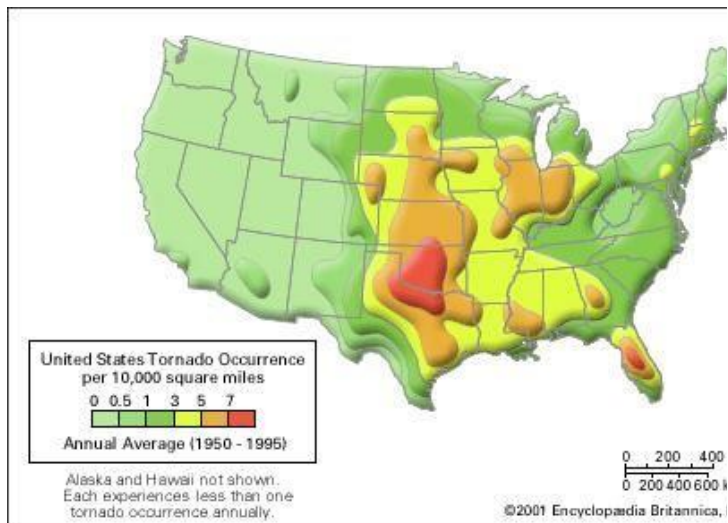 United States Tornado Occurrence
per 10,000 square miles
0 0.5 1 3 5 7
Annual Average (1950 - 1995)
Alaska and Hawaii not shown.
Each experiences less than one
tornado occurrence annually.
0 200 400
0 200 400 600 k
©2001 Encyclopædia Britannica,